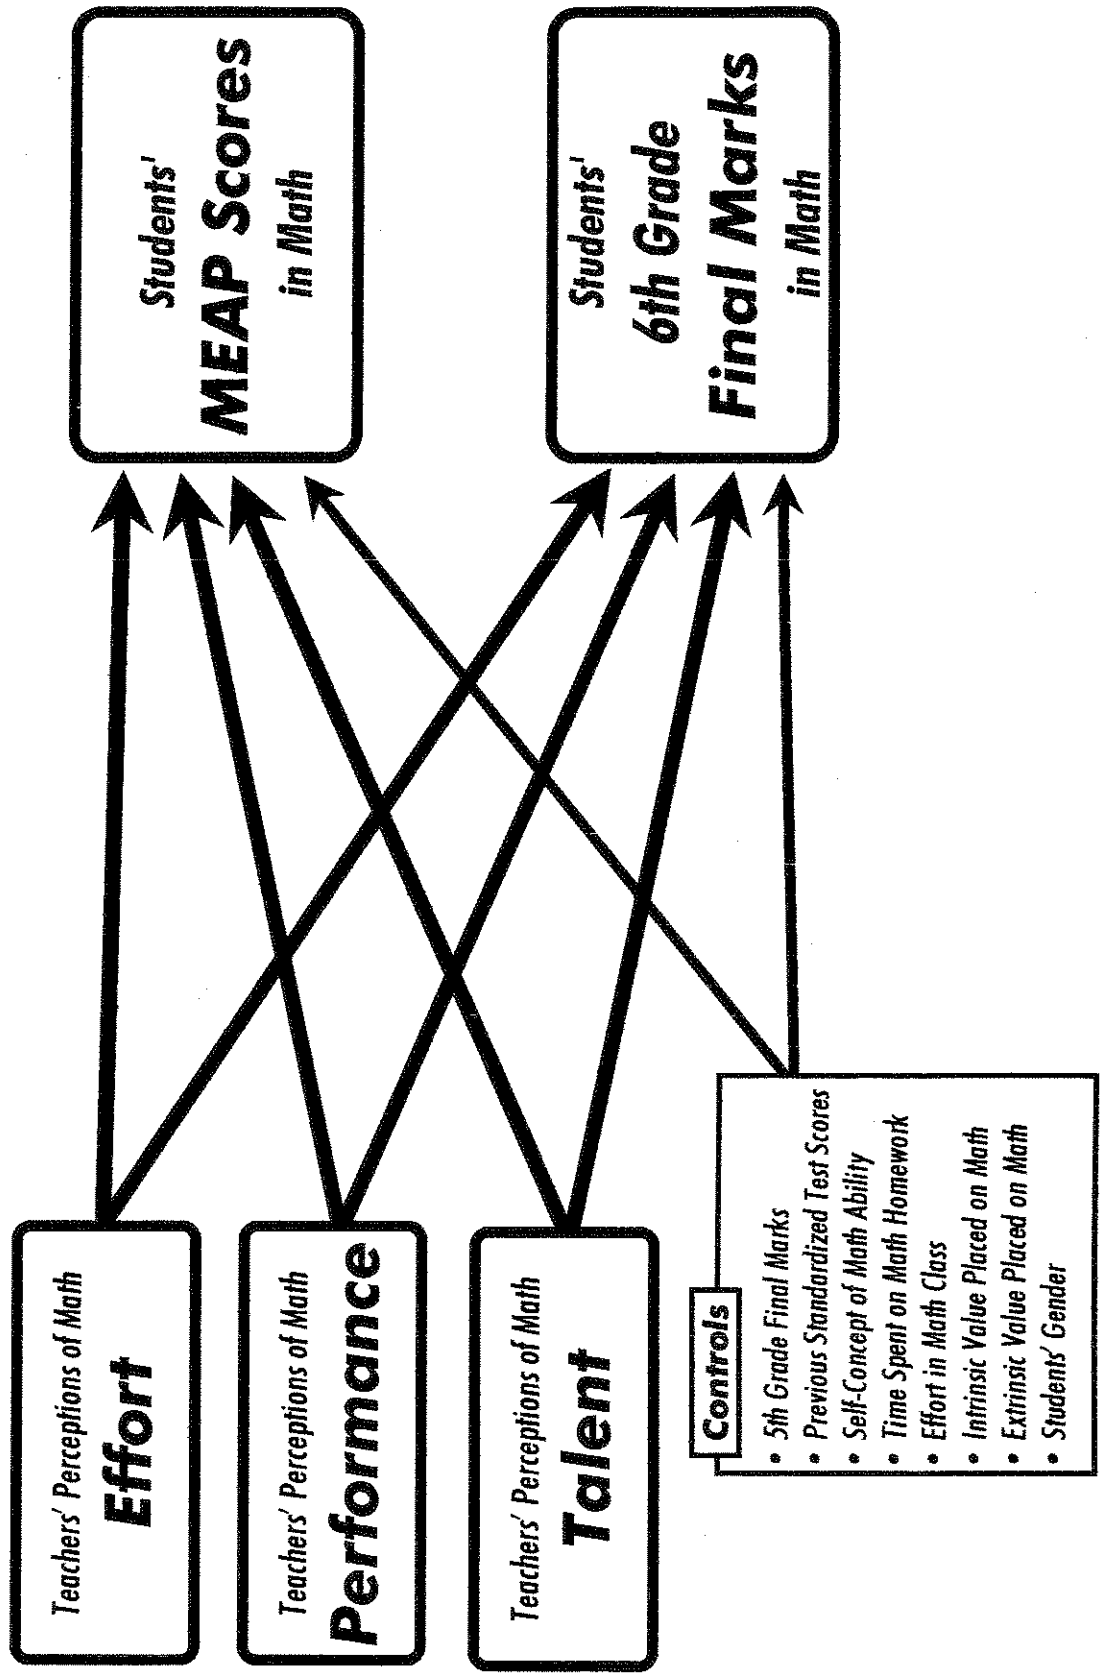 Teachers' Perceptions of Math
Effort
Teachers' Perceptions of Math
Performance
Teachers' Perceptions of Math
Talent
Controls
• 5th Grade Final Marks
• Previous Standardized Test Scores
• Self-Concept of Math Ability
• Time Spent on Math Homework
• Effort in Math Class
• Intrinsic Value Placed on Math
• Extrinsic Value Placed on Math
• Students' Gender
Students'
MEAP Scores
in Math
Students'
6th Grade
Final Marks
in Math